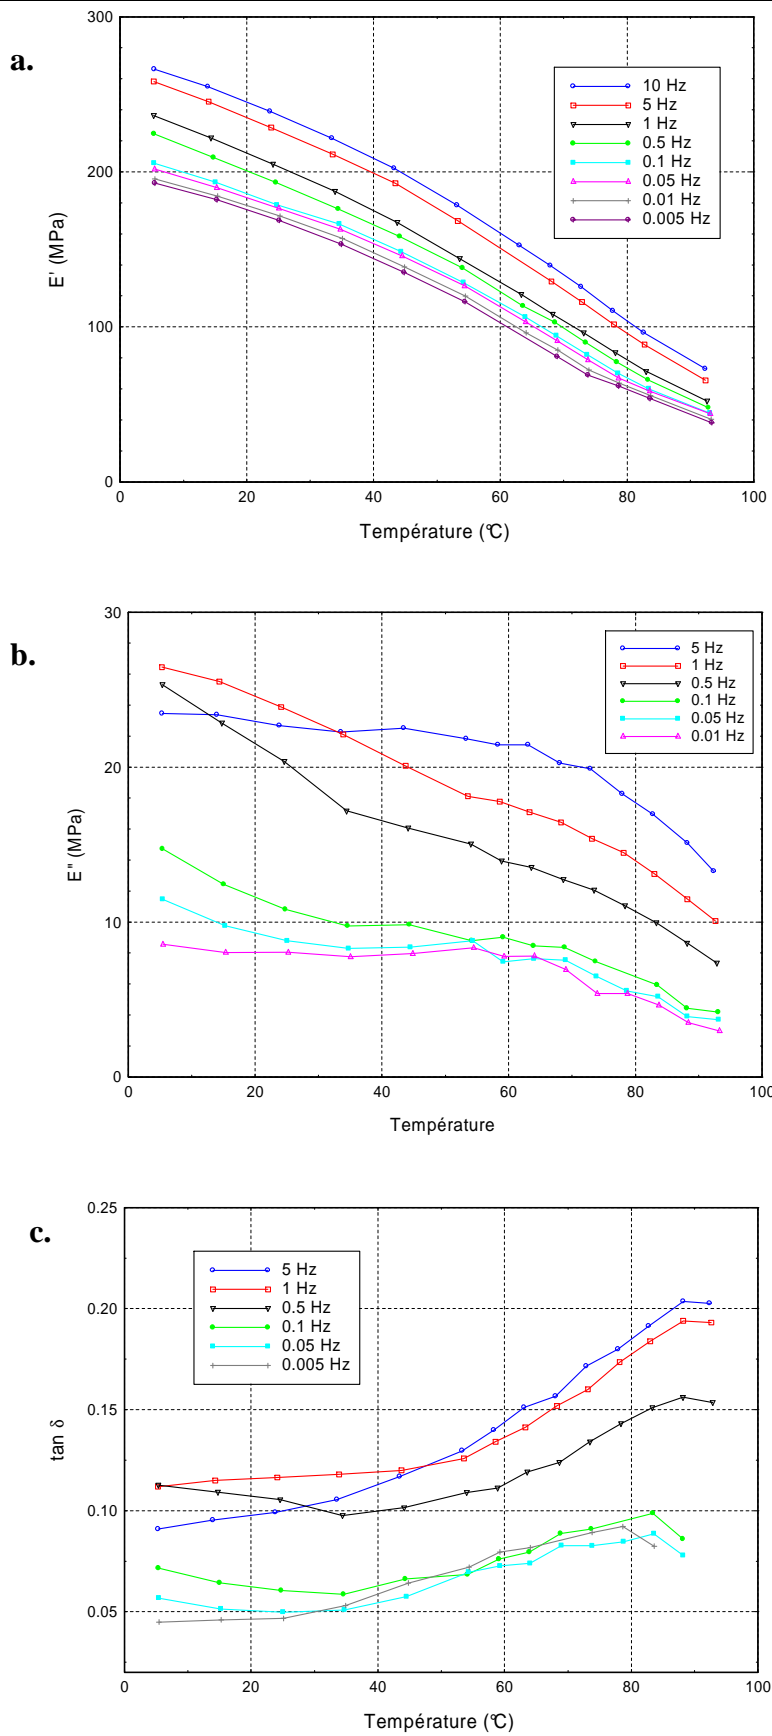 a.
300
200
100
0
E' (MPa)
10 Hz
5 Hz
1 Hz
0.5 Hz
0.1 Hz
0.05 Hz
0.01 Hz
0.005 Hz
0 20 40 60 80 100
Température (°C)
b.
30
20
10
0
E" (MPa)
5 Hz
1 Hz
0.5 Hz
0.1 Hz
0.05 Hz
0.01 Hz
0 20 40 60 80 100
Température
c.
0.25
0.20
0.15
0.10
0.05
tan δ
5 Hz
1 Hz
0.5 Hz
0.1 Hz
0.05 Hz
0.005 Hz
0 20 40 60 80 100
Température (°C)